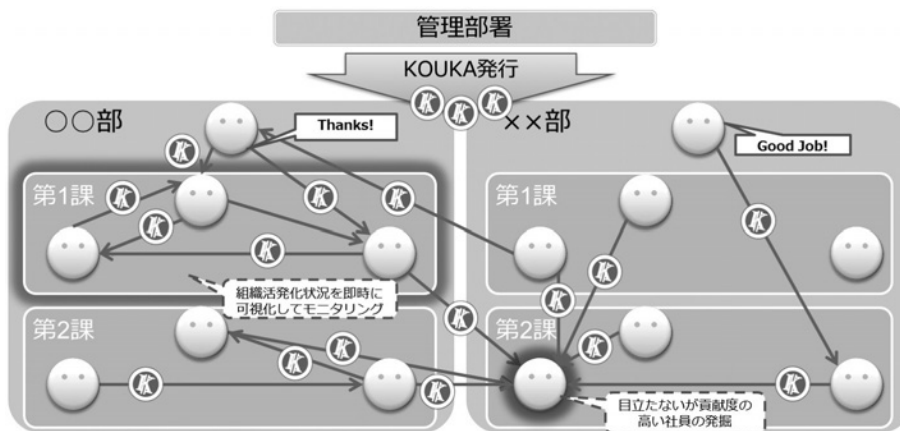 管理部署
KOUKA発行
〇〇部
Thanks!
××部
Good Job!
第1課
第1課
組織活発化状況を即時に
可視化してモニタリング
第2課
第2課
目立たないが貢献度の
高い社員の発掘